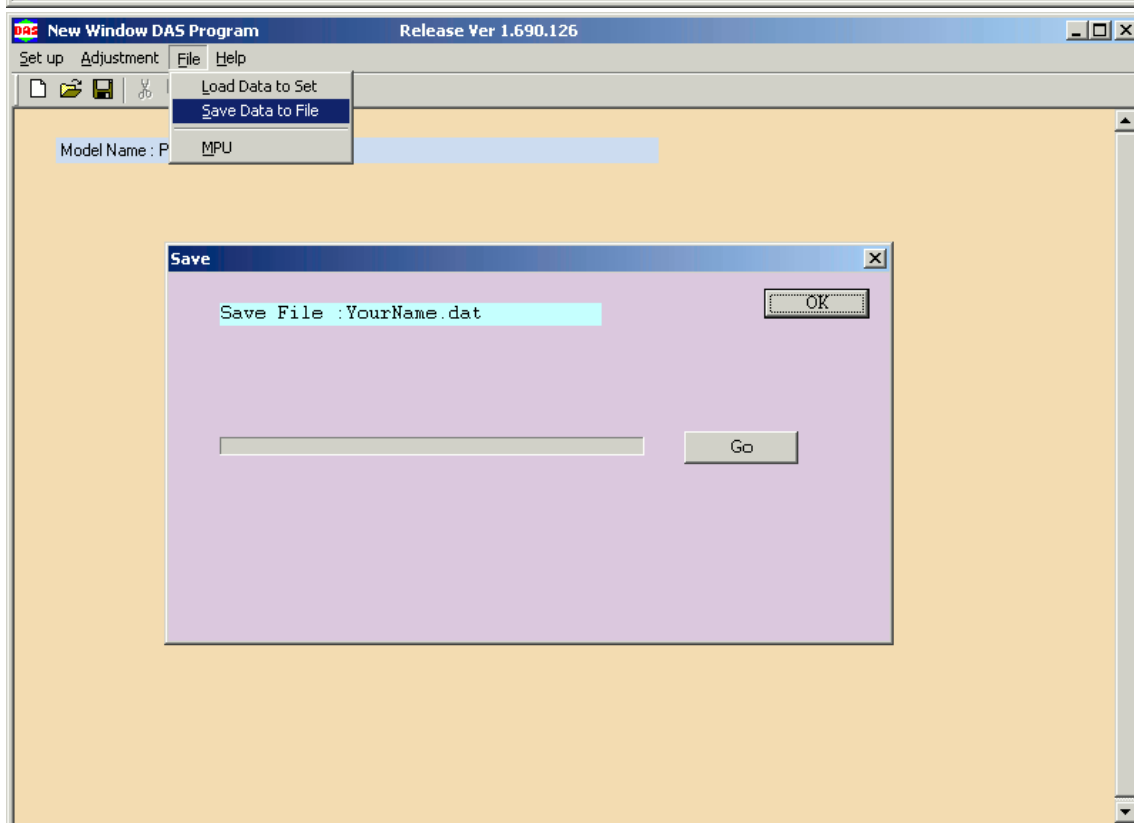 DAS New Window DAS Program Release Ver 1.690.126
Set up Adjustment File Help
Load Data to Set
Save Data to File
Model Name : P
MPU
Save
Save File :YourName.dat
OK
Go